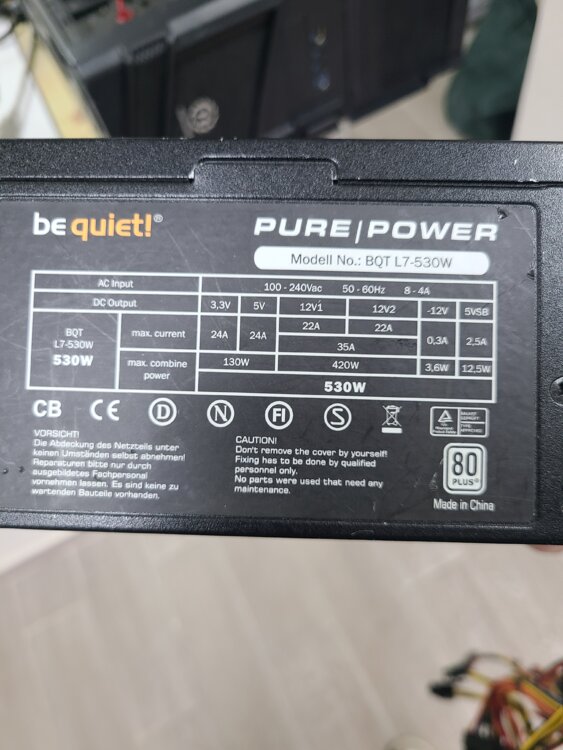 be quiet!®
PURE|POWER
Modell No.: BQT L7-530W
AC Input 100 - 240Vac 50 - 60Hz 8 - 4A
DC Output 3,3V 5V 12V1 12V2 -12V 5VSB
BQT L7-530W 530W
max. current 24A 24A 22A 22A 35A 0,3A 2,5A
max. combine power 130W 420W 3,6W 12,5W
530W
CB CE D N FI S
VORSICHT!
Die Abdeckung des Netzteils unter
keinen Umständen selbst abnehmen!
Reparaturen bitte nur durch
ausgebildetes Fachpersonal
vornehmen lassen. Es sind keine zu
wartenden Bauteile vorhanden.
CAUTION!
Don't remove the cover by yourself!
Fixing has to be done by qualified
personnel only.
No parts were used that need any
maintenance.
80
PLUS®
Made in China